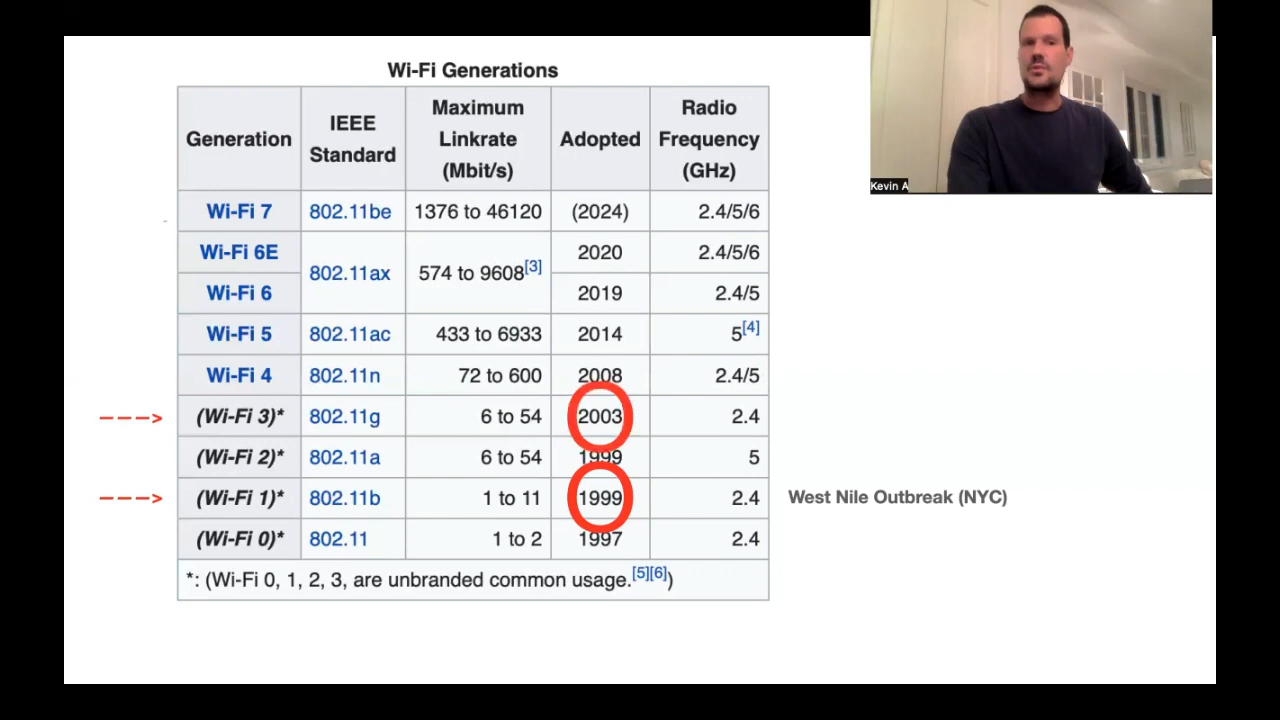 Kevin A
Wi-Fi Generations
Generation IEEE Standard Maximum Linkrate (Mbit/s) Adopted Radio Frequency (GHz)
Wi-Fi 7 802.11be 1376 to 46120 (2024) 2.4/5/6
Wi-Fi 6E 802.11ax 574 to 9608[3] 2020 2.4/5/6
Wi-Fi 6 2019 2.4/5
Wi-Fi 5 802.11ac 433 to 6933 2014 5[4]
Wi-Fi 4 802.11n 72 to 600 2008 2.4/5
---> (Wi-Fi 3)* 802.11g 6 to 54 2003 2.4
(Wi-Fi 2)* 802.11a 6 to 54 1999 5
---> (Wi-Fi 1)* 802.11b 1 to 11 1999 2.4 West Nile Outbreak (NYC)
(Wi-Fi 0)* 802.11 1 to 2 1997 2.4
*: (Wi-Fi 0, 1, 2, 3, are unbranded common usage.[5][6])